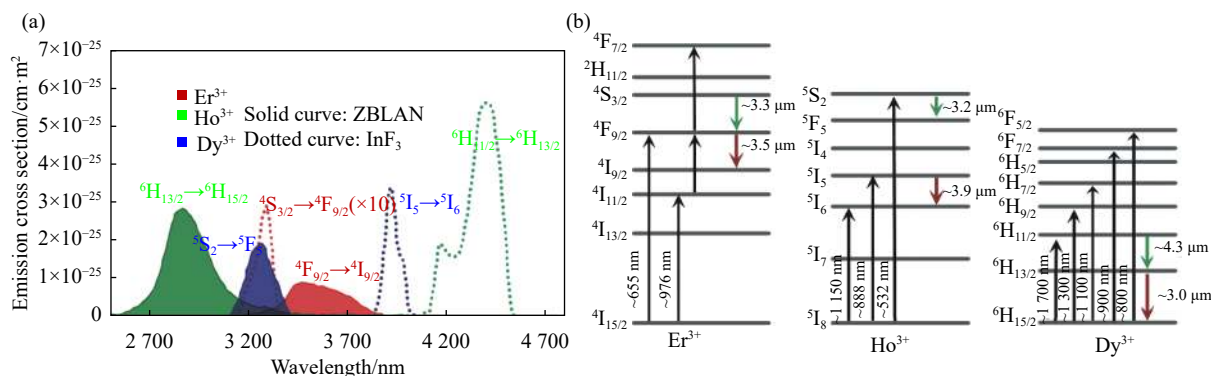 (a)
Emission cross section/cm·m²
7×10⁻²⁵
6×10⁻²⁵
5×10⁻²⁵
4×10⁻²⁵
3×10⁻²⁵
2×10⁻²⁵
1×10⁻²⁵
0
2 700
3 200
3 700
4 200
4 700
Wavelength/nm
Er³⁺
Ho³⁺ Solid curve: ZBLAN
Dy³⁺ Dotted curve: InF₃
⁶H₁₁/₂→⁶H₁₃/₂
⁶H₁₃/₂→⁶H₁₅/₂
⁴S₃/₂→⁴F₉/₂(×10)
⁵I₅→⁵I₆
⁵S₂→⁵F₅
⁴F₉/₂→⁴I₉/₂
(b)
⁴F₇/₂
²H₁₁/₂
⁴S₃/₂
⁴F₉/₂
⁴I₉/₂
⁴I₁₁/₂
⁴I₁₃/₂
⁴I₁₅/₂
~3.3 μm
~3.5 μm
~655 nm
~976 nm
Er³⁺
⁵S₂
⁵F₅
⁵I₄
⁵I₅
⁵I₆
⁵I₇
⁵I₈
~3.2 μm
~3.9 μm
~1 150 nm
~888 nm
~532 nm
Ho³⁺
⁶F₅/₂
⁶F₇/₂
⁶H₅/₂
⁶H₇/₂
⁶H₉/₂
⁶H₁₁/₂
⁶H₁₃/₂
⁶H₁₅/₂
~4.3 μm
~3.0 μm
~1 700 nm
~1 300 nm
~1 100 nm
~900 nm
~800 nm
Dy³⁺